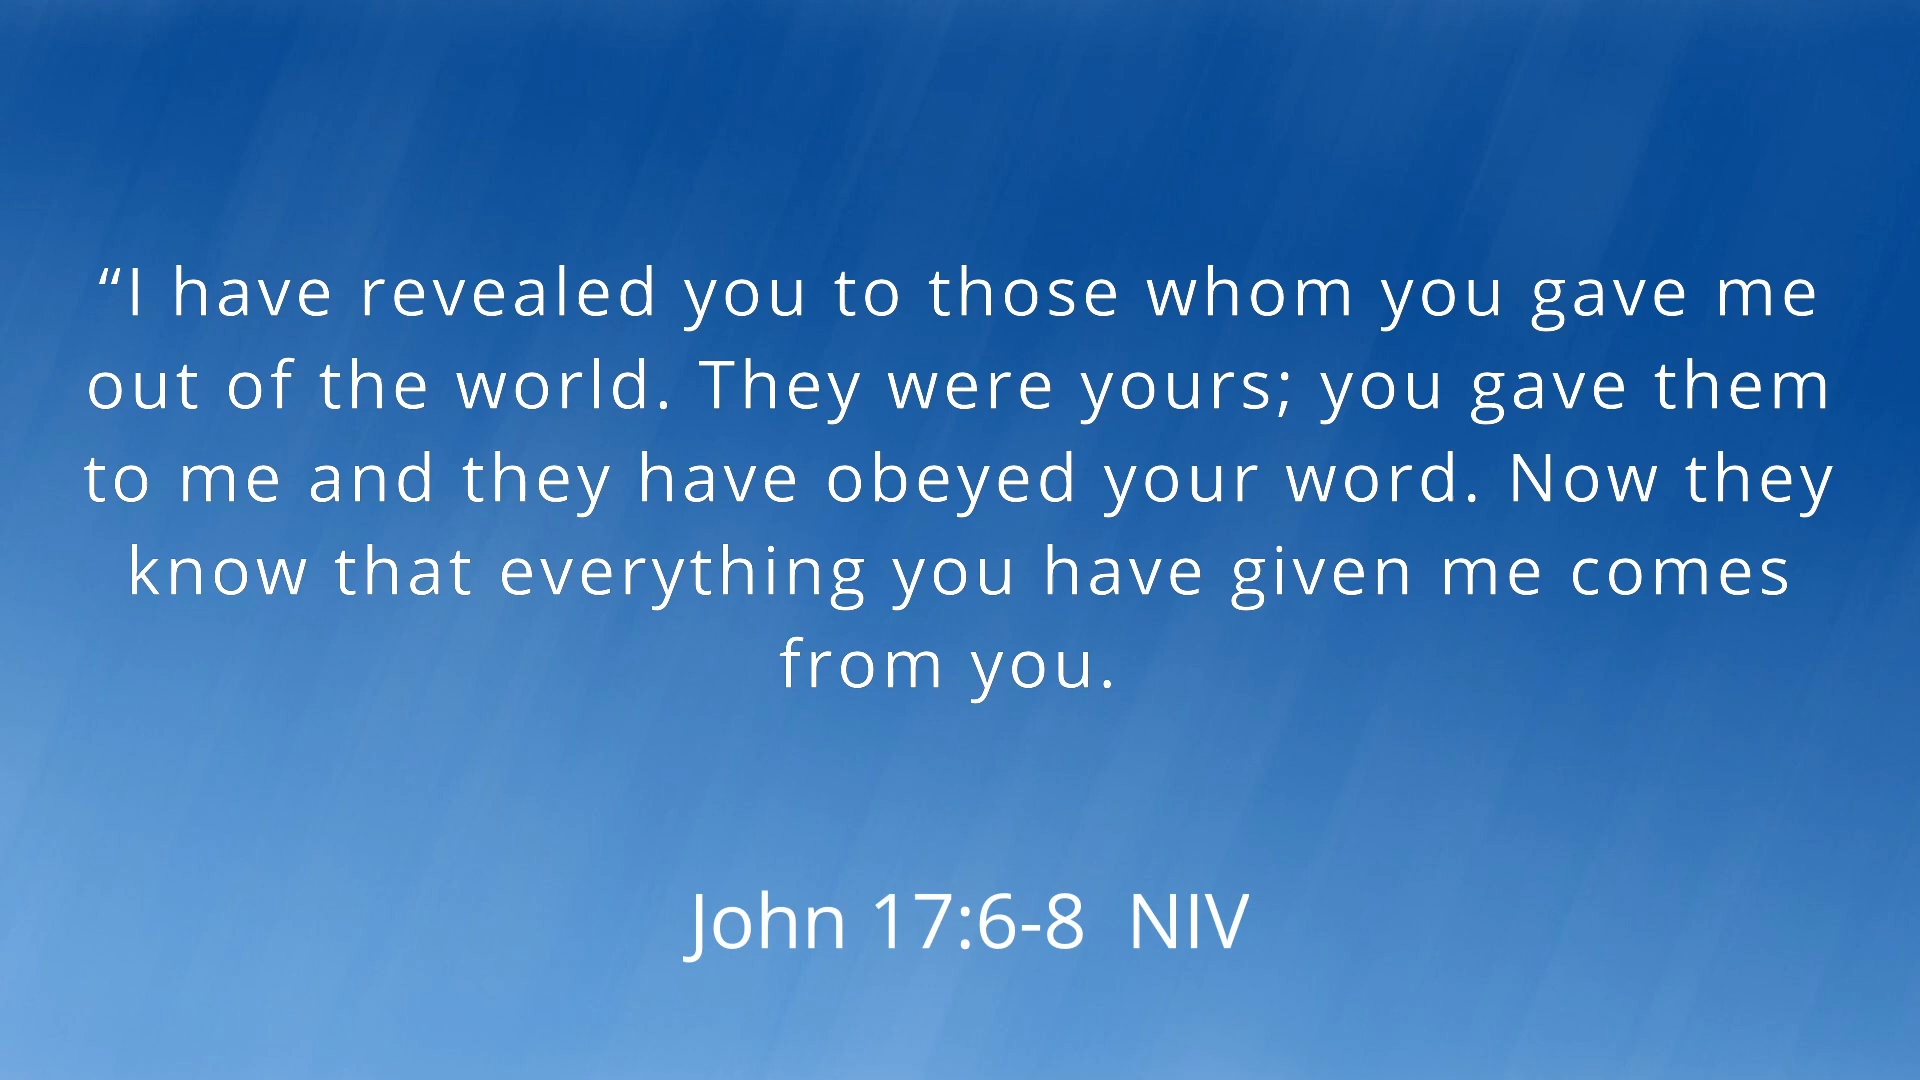 “I have revealed you to those whom you gave me
out of the world. They were yours; you gave them
to me and they have obeyed your word. Now they
know that everything you have given me comes
from you.
John 17:6-8  NIV